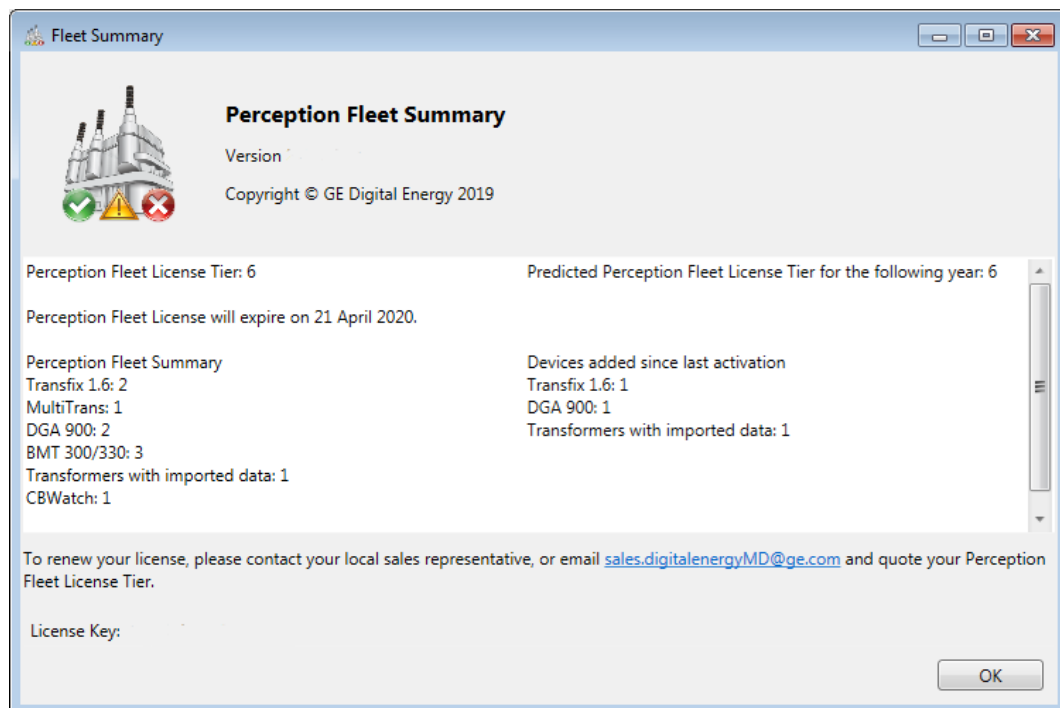 Fleet Summary
Perception Fleet Summary
Version
Copyright © GE Digital Energy 2019
Perception Fleet License Tier: 6
Predicted Perception Fleet License Tier for the following year: 6
Perception Fleet License will expire on 21 April 2020.
Perception Fleet Summary
Transfix 1.6: 2
MultiTrans: 1
DGA 900: 2
BMT 300/330: 3
Transformers with imported data: 1
CBWatch: 1
Devices added since last activation
Transfix 1.6: 1
DGA 900: 1
Transformers with imported data: 1
To renew your license, please contact your local sales representative, or email sales.digitalenergyMD@ge.com and quote your Perception
Fleet License Tier.
License Key:
OK